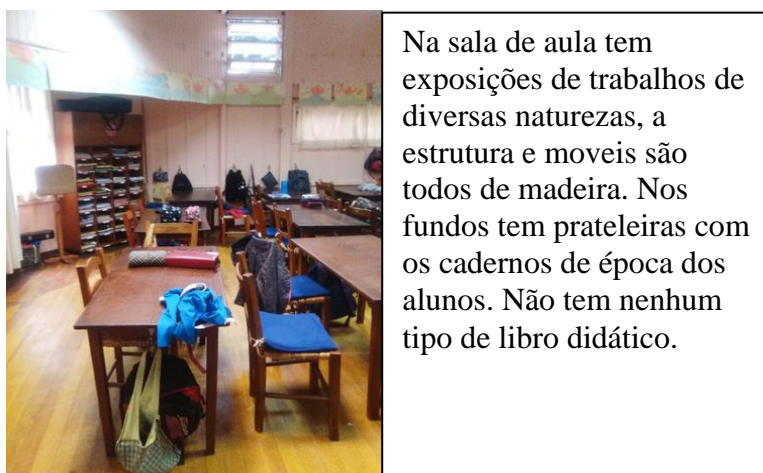 Na sala de aula tem
exposições de trabalhos de
diversas naturezas, a
estrutura e moveis são
todos de madeira. Nos
fundos tem prateleiras com
os cadernos de época dos
alunos. Não tem nenhum
tipo de libro didático.